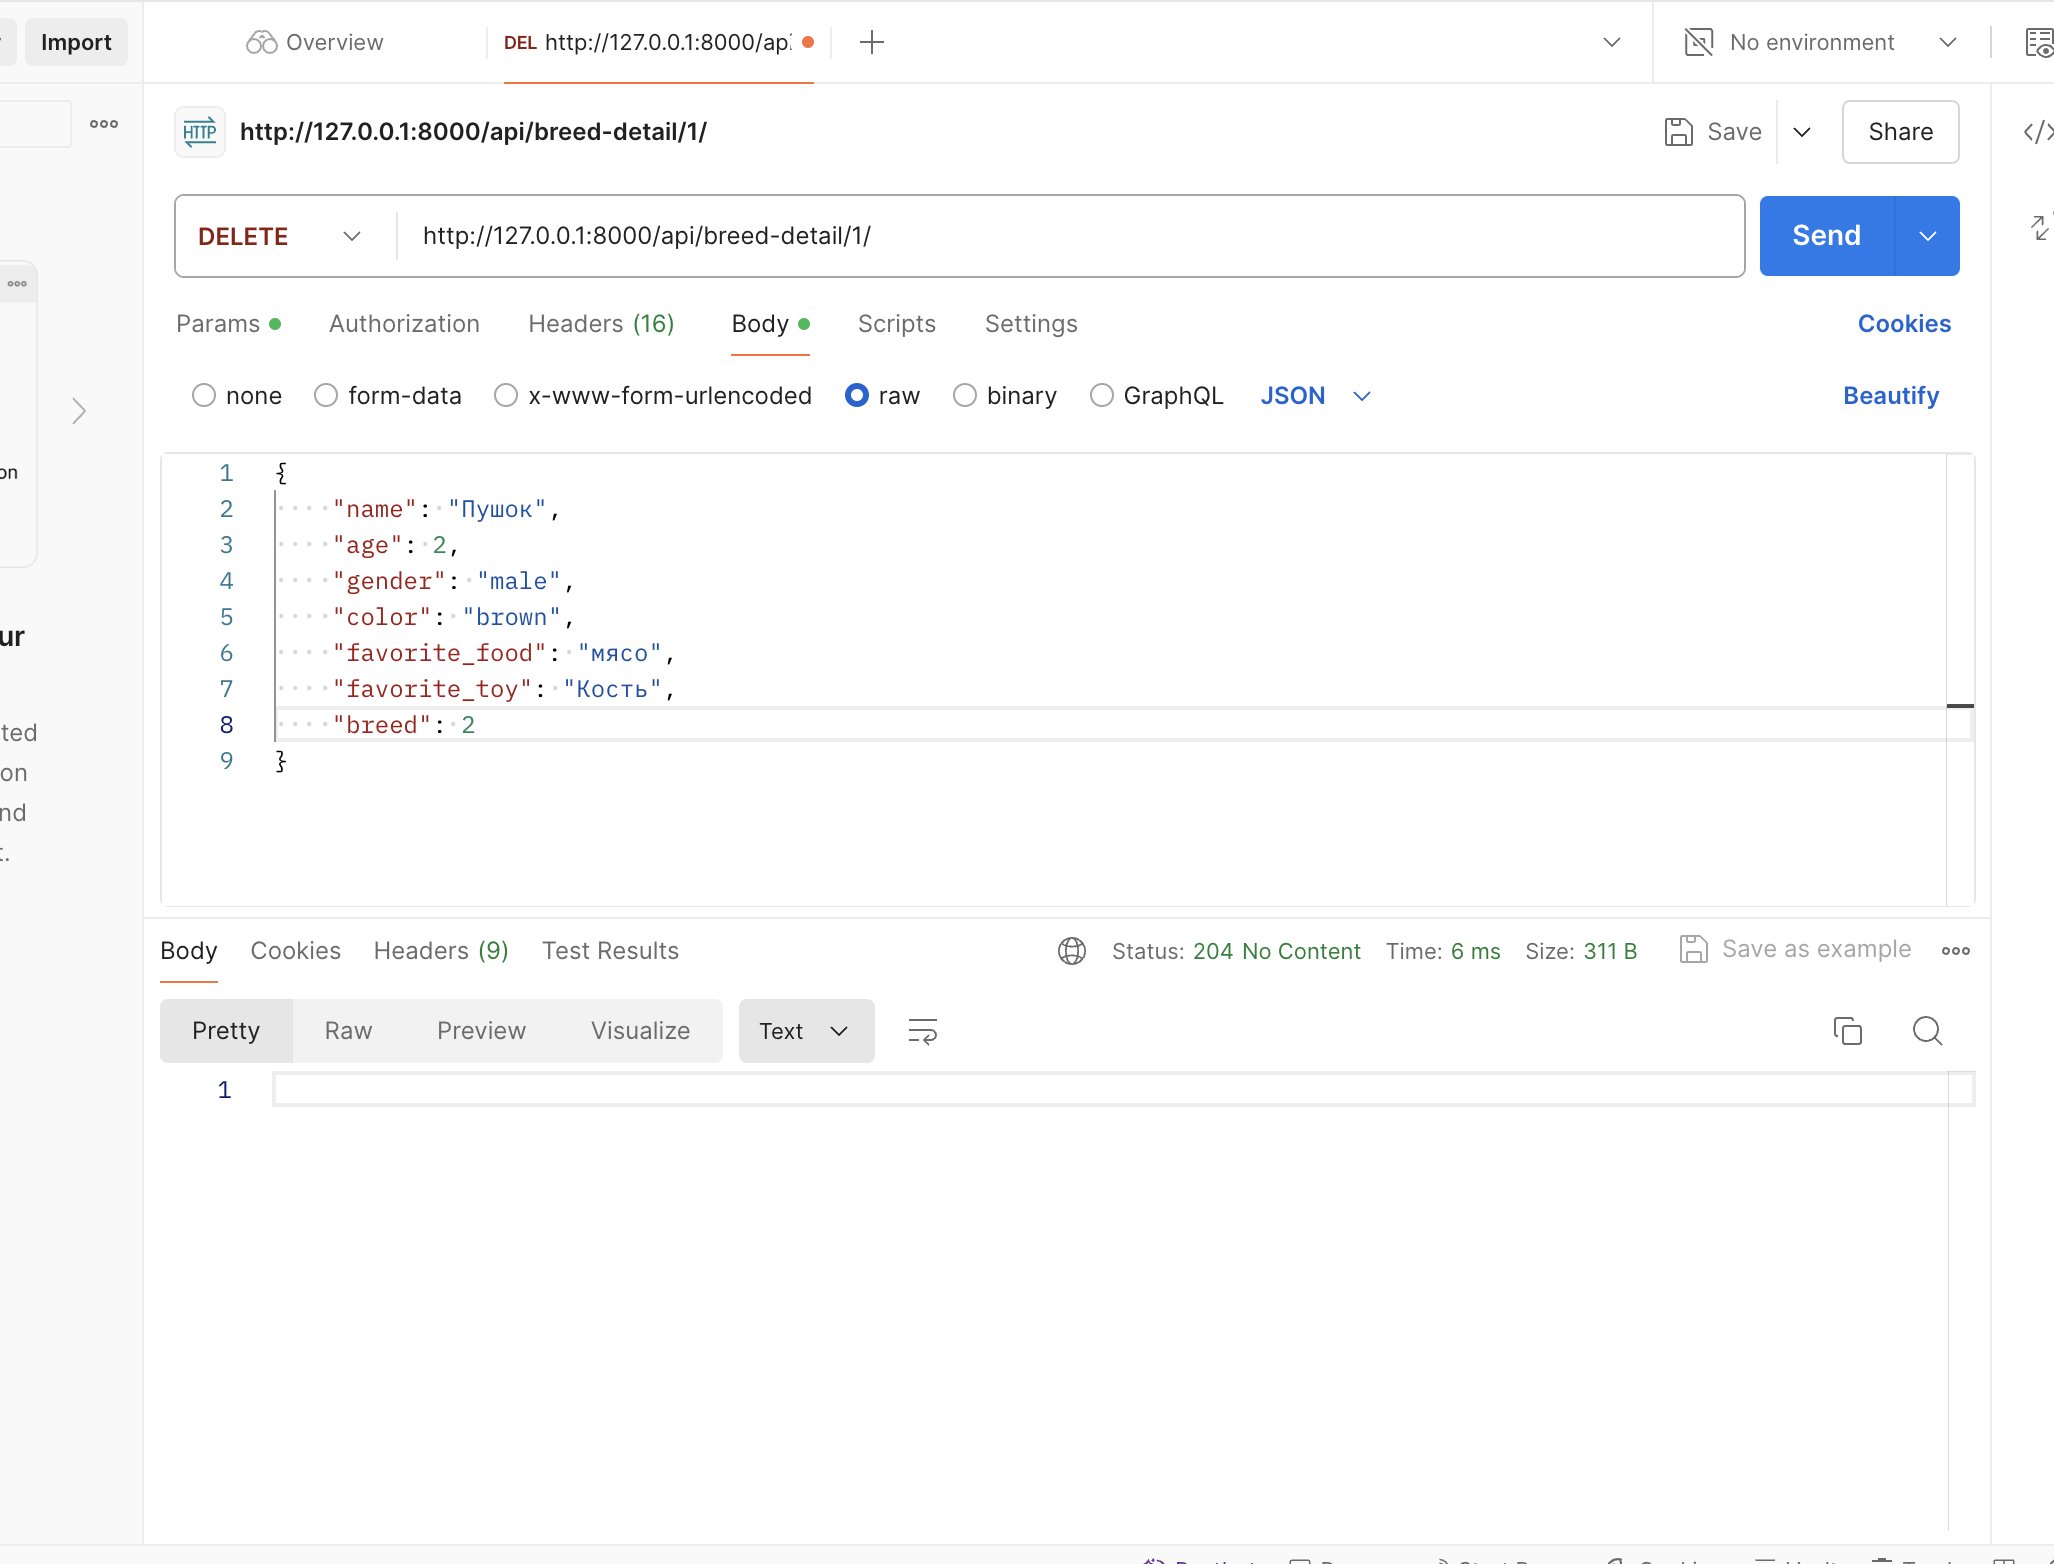 Import
Overview
DEL http://127.0.0.1:8000/api
No environment
HTTP http://127.0.0.1:8000/api/breed-detail/1/
Save
Share
DELETE
http://127.0.0.1:8000/api/breed-detail/1/
Send
Params
Authorization
Headers (16)
Body
Scripts
Settings
Cookies
none
form-data
x-www-form-urlencoded
raw
binary
GraphQL
JSON
Beautify
1 {
2 "name": "Пушок",
3 "age": 2,
4 "gender": "male",
5 "color": "brown",
6 "favorite_food": "мясо",
7 "favorite_toy": "Кость",
8 "breed": 2
9 }
on
ur
ted
on
nd
t.
Body
Cookies
Headers (9)
Test Results
Status: 204 No Content
Time: 6 ms
Size: 311 B
Save as example
Pretty
Raw
Preview
Visualize
Text
1